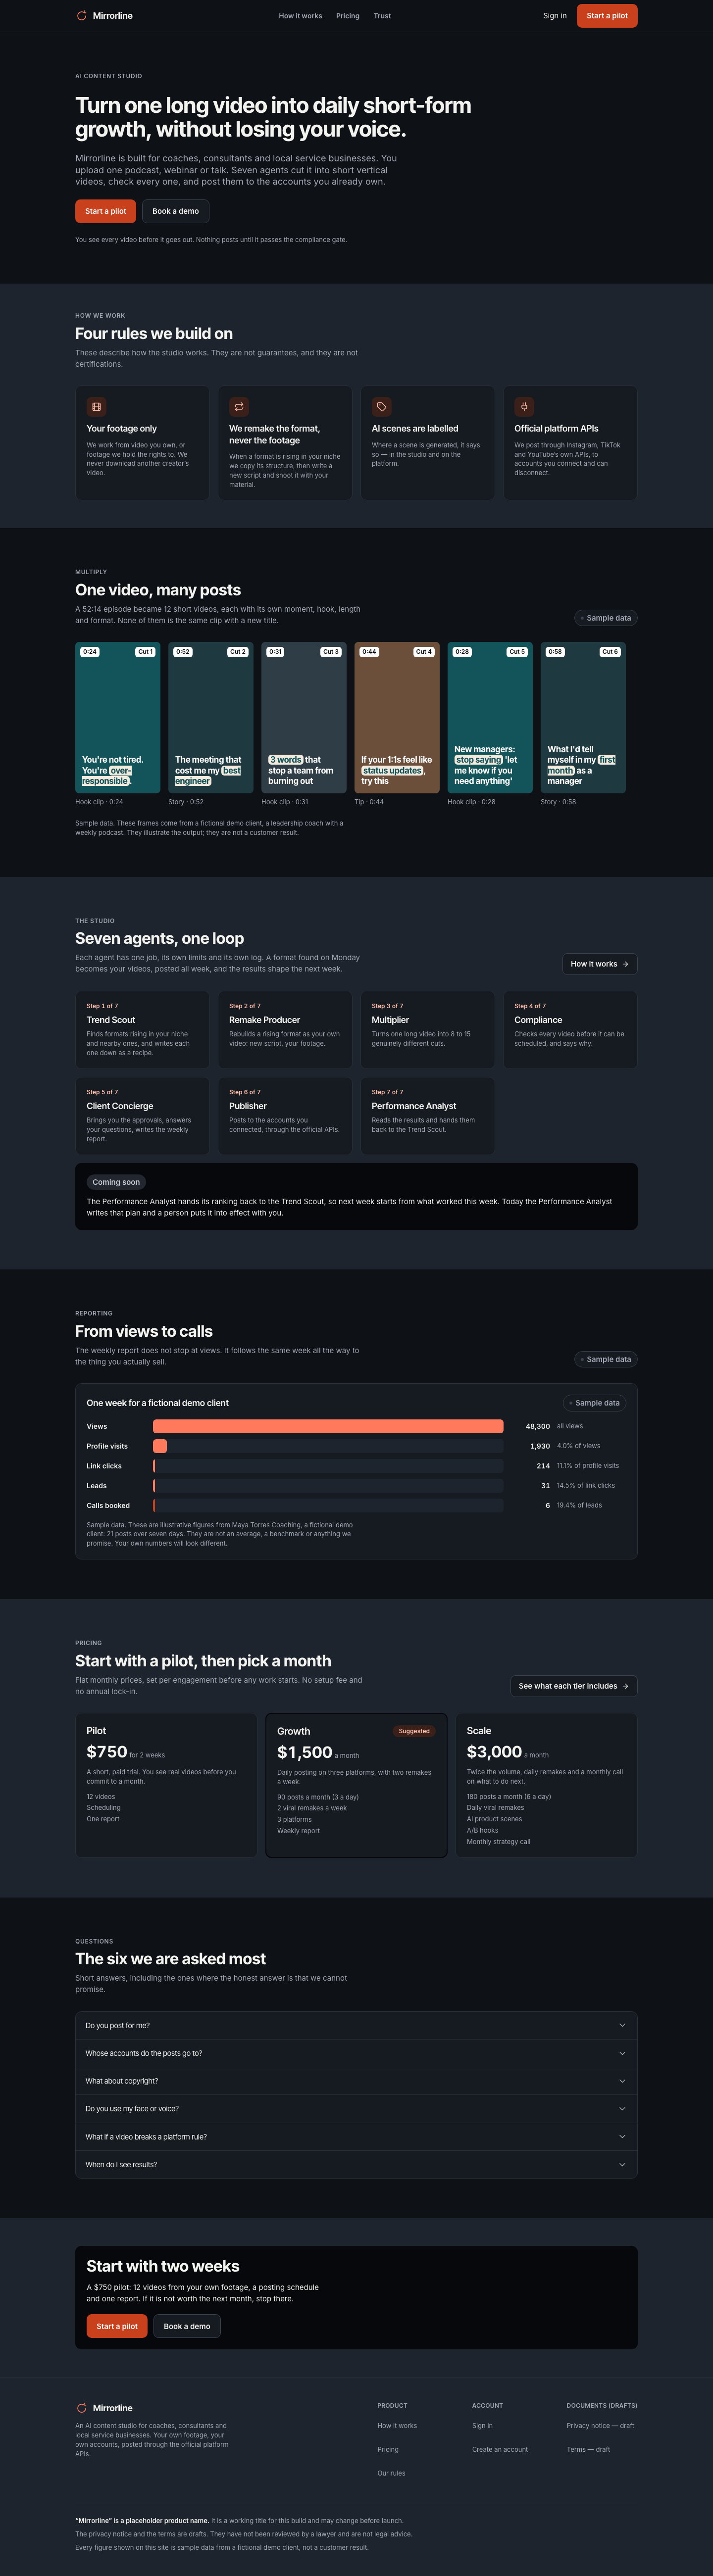 Mirrorline
How it works
Pricing
Trust
Sign in
Start a pilot
AI CONTENT STUDIO
Turn one long video into daily short-form
growth, without losing your voice.
Mirrorline is built for coaches, consultants and local service businesses. You
upload one podcast, webinar or talk. Seven agents cut it into short vertical
videos, check every one, and post them to the accounts you already own.
Start a pilot
Book a demo
You see every video before it goes out. Nothing posts until it passes the compliance gate.
HOW WE WORK
Four rules we build on
These describe how the studio works. They are not guarantees, and they are not
certifications.
Your footage only
We work from video you own, or
footage we hold the rights to. We
never download another creator's
video.
We remake the format,
never the footage
When a format is rising in your niche
we copy its structure, then write a
new script and shoot it with your
material.
AI scenes are labelled
Where a scene is generated, it says
so — in the studio and on the
platform.
Official platform APIs
We post through Instagram, TikTok
and YouTube's own APIs, to
accounts you connect and can
disconnect.
MULTIPLY
One video, many posts
A 52:14 episode became 12 short videos, each with its own moment, hook, length
and format. None of them is the same clip with a new title.
Sample data
0:24
Cut 1
You're not tired.
You're over-
responsible.
Hook clip · 0:24
0:52
Cut 2
The meeting that
cost me my best
engineer
Story · 0:52
0:31
Cut 3
3 words that
stop a team from
burning out
Hook clip · 0:31
0:44
Cut 4
If your 1:1s feel like
status updates,
try this
Tip · 0:44
0:28
Cut 5
New managers:
stop saying 'let
me know if you
need anything'
Hook clip · 0:28
0:58
Cut 6
What I'd tell
myself in my first
month as a
manager
Story · 0:58
Sample data. These frames come from a fictional demo client, a leadership coach with a
weekly podcast. They illustrate the output; they are not a customer result.
THE STUDIO
Seven agents, one loop
Each agent has one job, its own limits and its own log. A format found on Monday
becomes your videos, posted all week, and the results shape the next week.
How it works
Step 1 of 7
Trend Scout
Finds formats rising in your niche
and nearby ones, and writes each
one down as a recipe.
Step 2 of 7
Remake Producer
Rebuilds a rising format as your own
video: new script, your footage.
Step 3 of 7
Multiplier
Turns one long video into 8 to 15
genuinely different cuts.
Step 4 of 7
Compliance
Checks every video before it can be
scheduled, and says why.
Step 5 of 7
Client Concierge
Brings you the approvals, answers
your questions, writes the weekly
report.
Step 6 of 7
Publisher
Posts to the accounts you
connected, through the official APIs.
Step 7 of 7
Performance Analyst
Reads the results and hands them
back to the Trend Scout.
Coming soon
The Performance Analyst hands its ranking back to the Trend Scout, so next week starts from what worked this week. Today the Performance Analyst
writes that plan and a person puts it into effect with you.
REPORTING
From views to calls
The weekly report does not stop at views. It follows the same week all the way to
the thing you actually sell.
Sample data
One week for a fictional demo client
Sample data
Views
48,300
all views
Profile visits
1,930
4.0% of views
Link clicks
214
11.1% of profile visits
Leads
31
14.5% of link clicks
Calls booked
6
19.4% of leads
Sample data. These are illustrative figures from Maya Torres Coaching, a fictional demo
client: 21 posts over seven days. They are not an average, a benchmark or anything we
promise. Your own numbers will look different.
PRICING
Start with a pilot, then pick a month
Flat monthly prices, set per engagement before any work starts. No setup fee and
no annual lock-in.
See what each tier includes
Pilot
$750 for 2 weeks
A short, paid trial. You see real videos before you
commit to a month.
12 videos
Scheduling
One report
Growth
Suggested
$1,500 a month
Daily posting on three platforms, with two remakes
a week.
90 posts a month (3 a day)
2 viral remakes a week
3 platforms
Weekly report
Scale
$3,000 a month
Twice the volume, daily remakes and a monthly call
on what to do next.
180 posts a month (6 a day)
Daily viral remakes
AI product scenes
A/B hooks
Monthly strategy call
QUESTIONS
The six we are asked most
Short answers, including the ones where the honest answer is that we cannot
promise.
Do you post for me?
Whose accounts do the posts go to?
What about copyright?
Do you use my face or voice?
What if a video breaks a platform rule?
When do I see results?
Start with two weeks
A $750 pilot: 12 videos from your own footage, a posting schedule
and one report. If it is not worth the next month, stop there.
Start a pilot
Book a demo
Mirrorline
An AI content studio for coaches, consultants and
local service businesses. Your own footage, your
own accounts, posted through the official platform
APIs.
PRODUCT
How it works
Pricing
Our rules
ACCOUNT
Sign in
Create an account
DOCUMENTS (DRAFTS)
Privacy notice — draft
Terms — draft
"Mirrorline" is a placeholder product name. It is a working title for this build and may change before launch.
The privacy notice and the terms are drafts. They have not been reviewed by a lawyer and are not legal advice.
Every figure shown on this site is sample data from a fictional demo client, not a customer result.